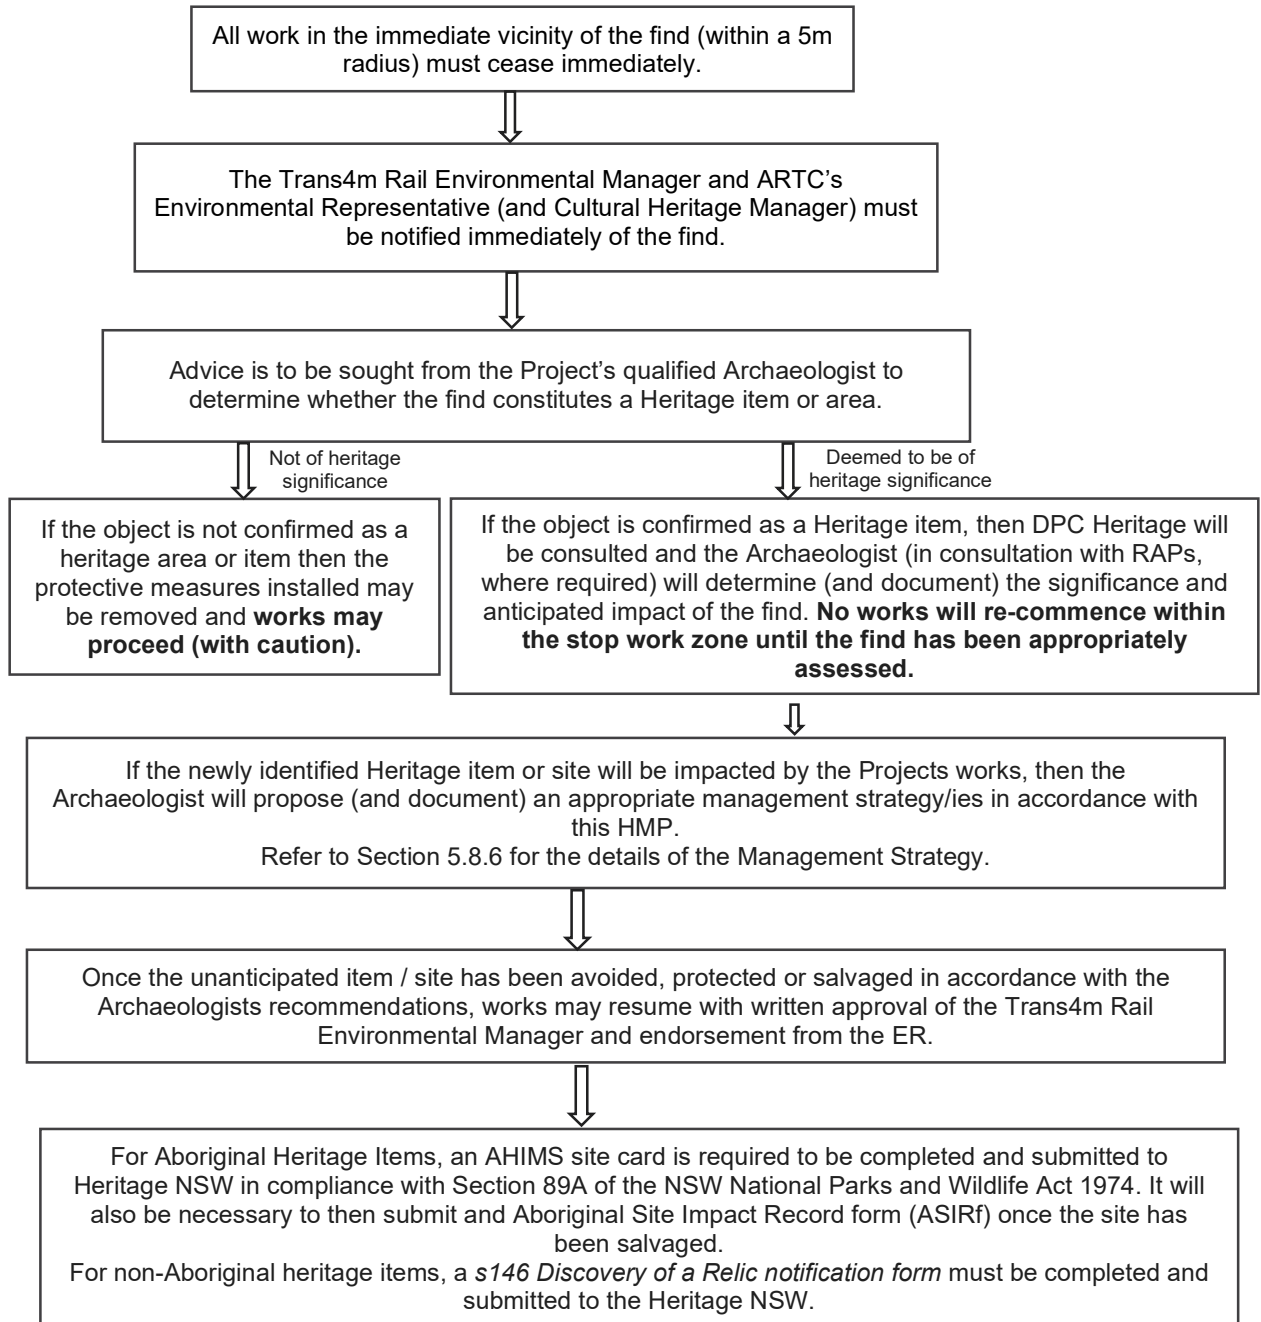 All work in the immediate vicinity of the find (within a 5m
radius) must cease immediately.
The Trans4m Rail Environmental Manager and ARTC’s
Environmental Representative (and Cultural Heritage Manager) must
be notified immediately of the find.
Advice is to be sought from the Project’s qualified Archaeologist to
determine whether the find constitutes a Heritage item or area.
Not of heritage
significance
Deemed to be of
heritage significance
If the object is not confirmed as a
heritage area or item then the
protective measures installed may
be removed and works may
proceed (with caution).
If the object is confirmed as a Heritage item, then DPC Heritage will
be consulted and the Archaeologist (in consultation with RAPs,
where required) will determine (and document) the significance and
anticipated impact of the find. No works will re-commence within
the stop work zone until the find has been appropriately
assessed.
If the newly identified Heritage item or site will be impacted by the Projects works, then the
Archaeologist will propose (and document) an appropriate management strategy/ies in accordance with
this HMP.
Refer to Section 5.8.6 for the details of the Management Strategy.
Once the unanticipated item / site has been avoided, protected or salvaged in accordance with the
Archaeologists recommendations, works may resume with written approval of the Trans4m Rail
Environmental Manager and endorsement from the ER.
For Aboriginal Heritage Items, an AHIMS site card is required to be completed and submitted to
Heritage NSW in compliance with Section 89A of the NSW National Parks and Wildlife Act 1974. It will
also be necessary to then submit and Aboriginal Site Impact Record form (ASIRf) once the site has
been salvaged.
For non-Aboriginal heritage items, a s146 Discovery of a Relic notification form must be completed and
submitted to the Heritage NSW.